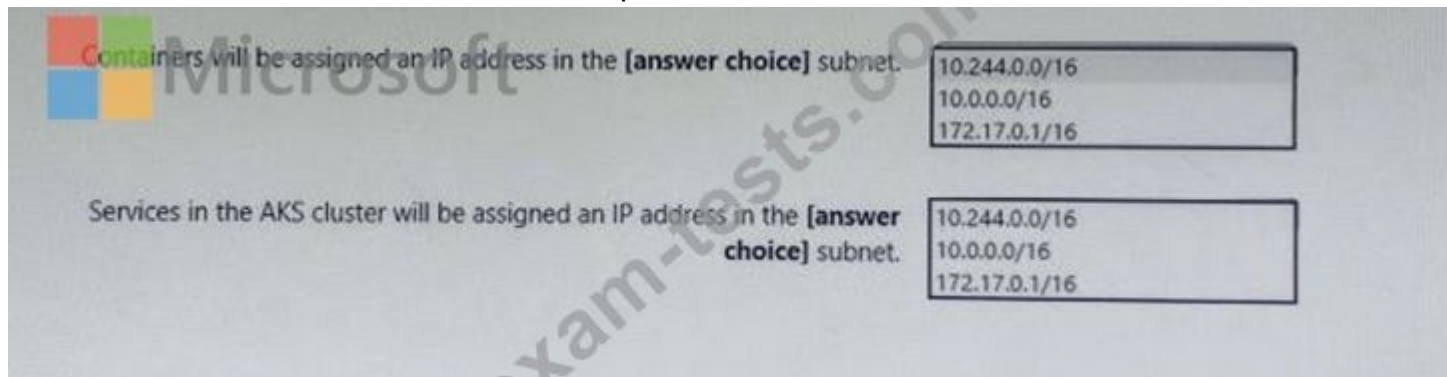 Microsoft
Containers will be assigned an IP address in the [answer choice] subnet.
10.244.0.0/16
10.0.0.0/16
172.17.0.1/16
Services in the AKS cluster will be assigned an IP address in the [answer
choice] subnet.
10.244.0.0/16
10.0.0.0/16
172.17.0.1/16
xam-tests.co